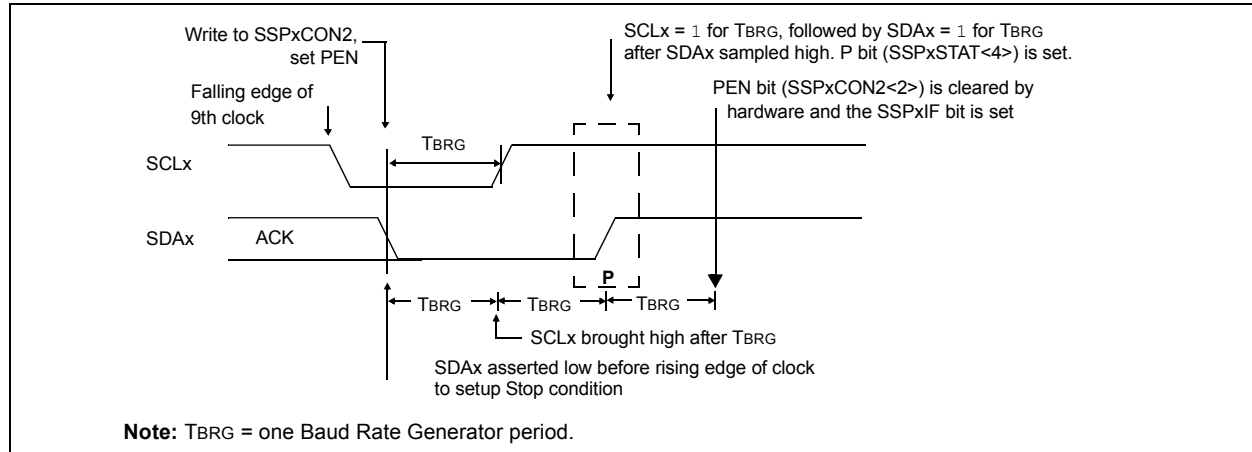 Write to SSPxCON2,
set PEN
SCLx = 1 for TBRG, followed by SDAx = 1 for TBRG
after SDAx sampled high. P bit (SSPxSTAT<4>) is set.
PEN bit (SSPxCON2<2>) is cleared by
hardware and the SSPxIF bit is set
Falling edge of
9th clock
TBRG
SCLx
SDAx
ACK
P
TBRG
TBRG
TBRG
SCLx brought high after TBRG
SDAx asserted low before rising edge of clock
to setup Stop condition
Note: TBRG = one Baud Rate Generator period.